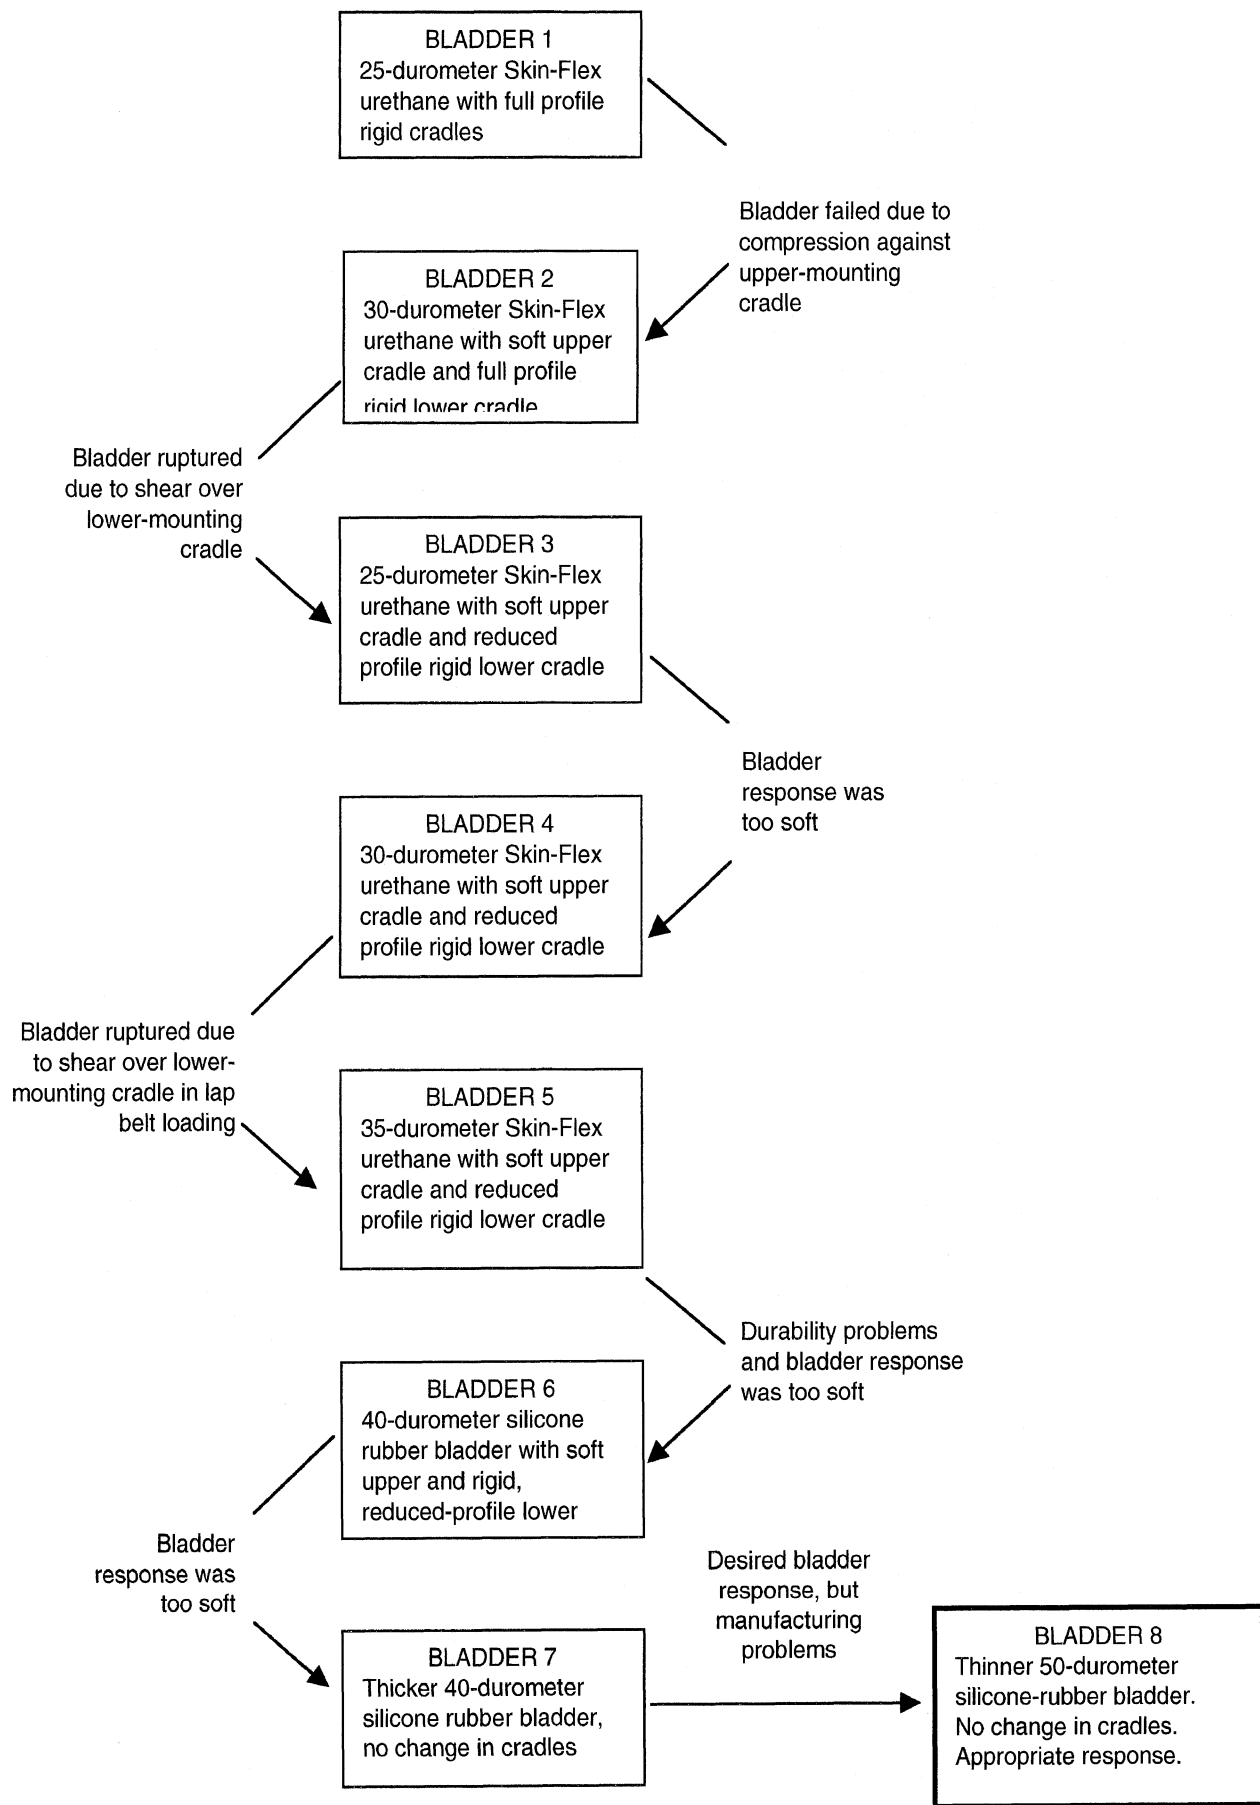 BLADDER 1
25-durometer Skin-Flex
urethane with full profile
rigid cradles
Bladder failed due to
compression against
upper-mounting
cradle
BLADDER 2
30-durometer Skin-Flex
urethane with soft upper
cradle and full profile
rigid lower cradle
Bladder ruptured
due to shear over
lower-mounting
cradle
BLADDER 3
25-durometer Skin-Flex
urethane with soft upper
cradle and reduced
profile rigid lower cradle
Bladder
response was
too soft
BLADDER 4
30-durometer Skin-Flex
urethane with soft upper
cradle and reduced
profile rigid lower cradle
Bladder ruptured due
to shear over lower-
mounting cradle in lap
belt loading
BLADDER 5
35-durometer Skin-Flex
urethane with soft upper
cradle and reduced
profile rigid lower cradle
Durability problems
and bladder response
was too soft
BLADDER 6
40-durometer silicone
rubber bladder with soft
upper and rigid,
reduced-profile lower
Bladder
response was
too soft
BLADDER 7
Thicker 40-durometer
silicone rubber bladder,
no change in cradles
Desired bladder
response, but
manufacturing
problems
BLADDER 8
Thinner 50-durometer
silicone-rubber bladder.
No change in cradles.
Appropriate response.